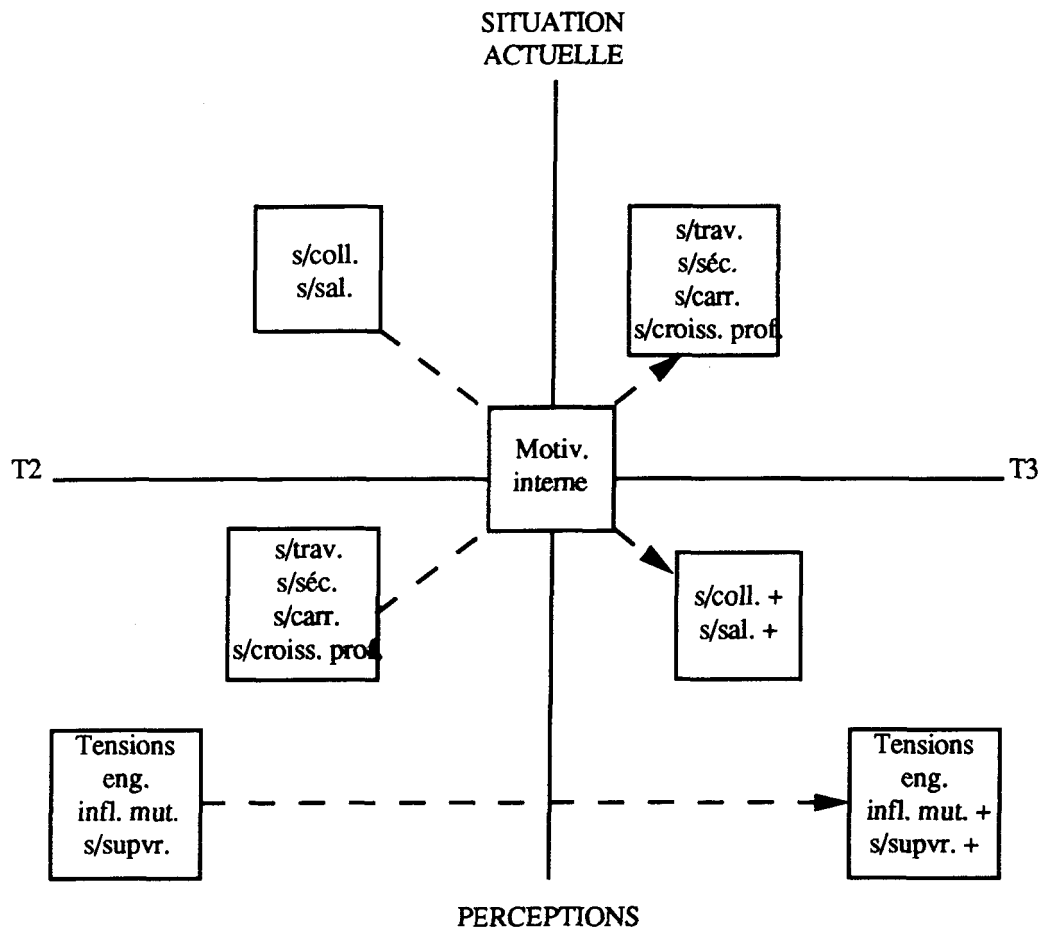 SITUATION
ACTUELLE
s/coll.
s/sal.
s/trav.
s/séc.
s/carr.
s/croiss. prof.
Motiv.
interne
T2
T3
s/trav.
s/séc.
s/carr.
s/croiss. prof.
s/coll. +
s/sal. +
Tensions
eng.
infl. mut.
s/supvr.
Tensions
eng.
infl. mut. +
s/supvr. +
PERCEPTIONS